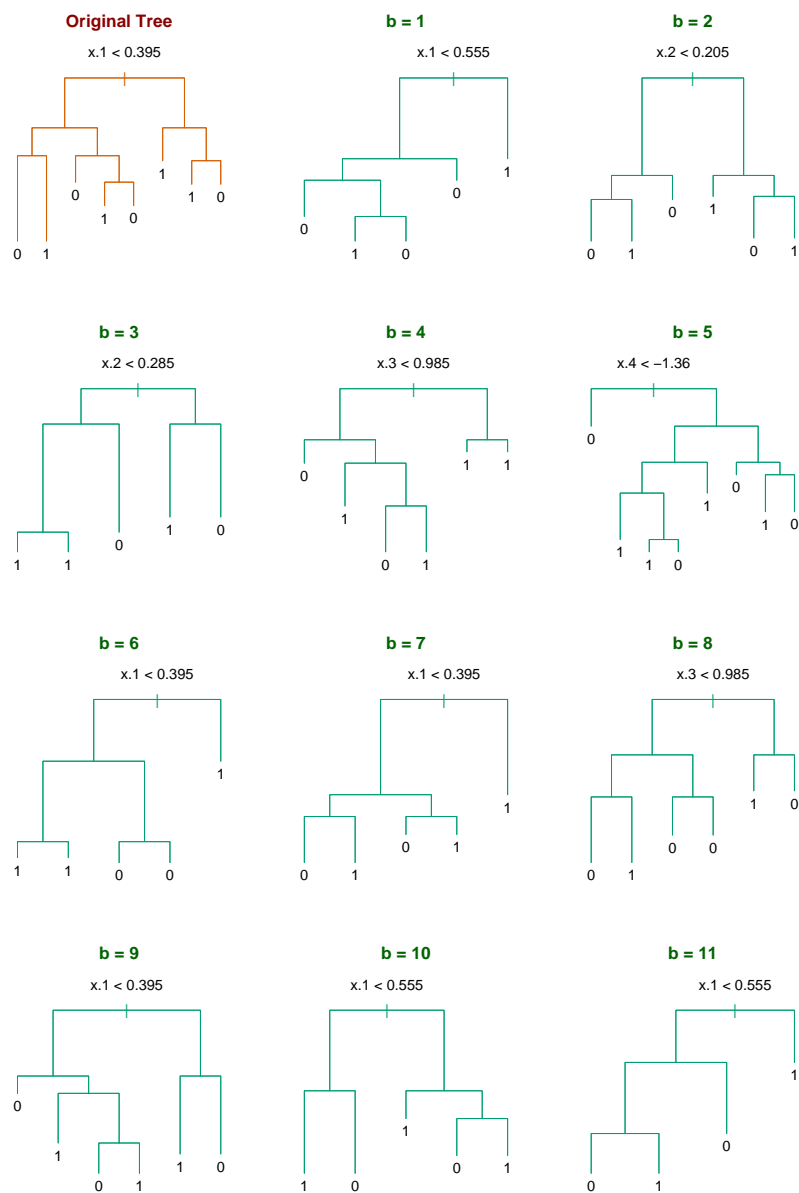 Original Tree
x.1 < 0.395
0 1 0 1 0 1 1 0
b = 1
x.1 < 0.555
0 1 0 0 1
b = 2
x.2 < 0.205
0 1 0 1 0 1
b = 3
x.2 < 0.285
1 1 0 1 0
b = 4
x.3 < 0.985
0 1 0 1 1 1
b = 5
x.4 < −1.36
0 1 1 0 1 0 1 0
b = 6
x.1 < 0.395
1 1 0 0 1
b = 7
x.1 < 0.395
0 1 0 1 1
b = 8
x.3 < 0.985
0 1 0 0 1 0
b = 9
x.1 < 0.395
0 1 0 1 1 0
b = 10
x.1 < 0.555
1 0 1 0 1
b = 11
x.1 < 0.555
0 1 0 1